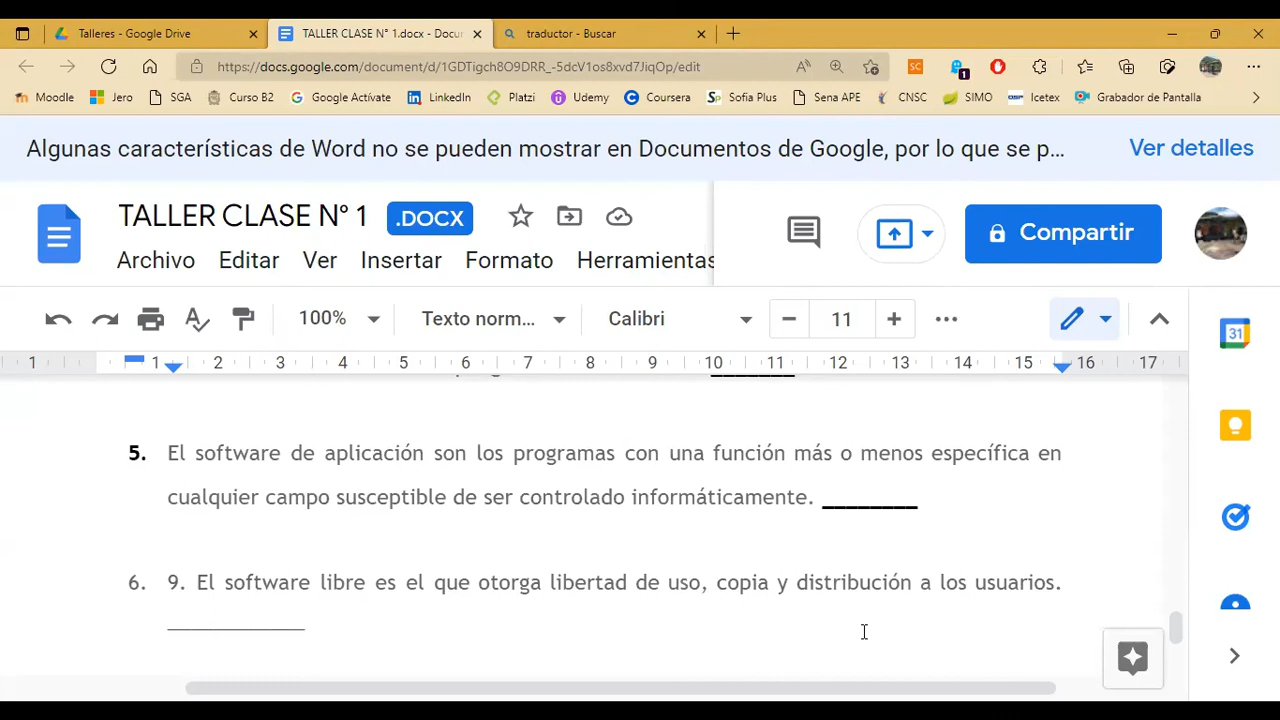 Talleres - Google Drive
TALLER CLASE N° 1.docx - Docu
traductor - Buscar
https://docs.google.com/document/d/1GDTigch8O9DRR_-5dcV1os8xvd7JiqOp/edit
SC
1
Moodle Jero SGA Curso B2 Google Actívate LinkedIn Platzi Udemy Coursera Sofia Plus Sena APE CNSC SIMO Icetex Grabador de Pantalla
Algunas características de Word no se pueden mostrar en Documentos de Google, por lo que se p... Ver detalles
TALLER CLASE N° 1 .DOCX
Compartir
Archivo Editar Ver Insertar Formato Herramientas
100% Texto norm... Calibri 11
1 1 2 3 4 5 6 7 8 9 10 11 12 13 14 15 16 17
31
5. El software de aplicación son los programas con una función más o menos específica en
cualquier campo susceptible de ser controlado informáticamente. ________
6. 9. El software libre es el que otorga libertad de uso, copia y distribución a los usuarios.
____________